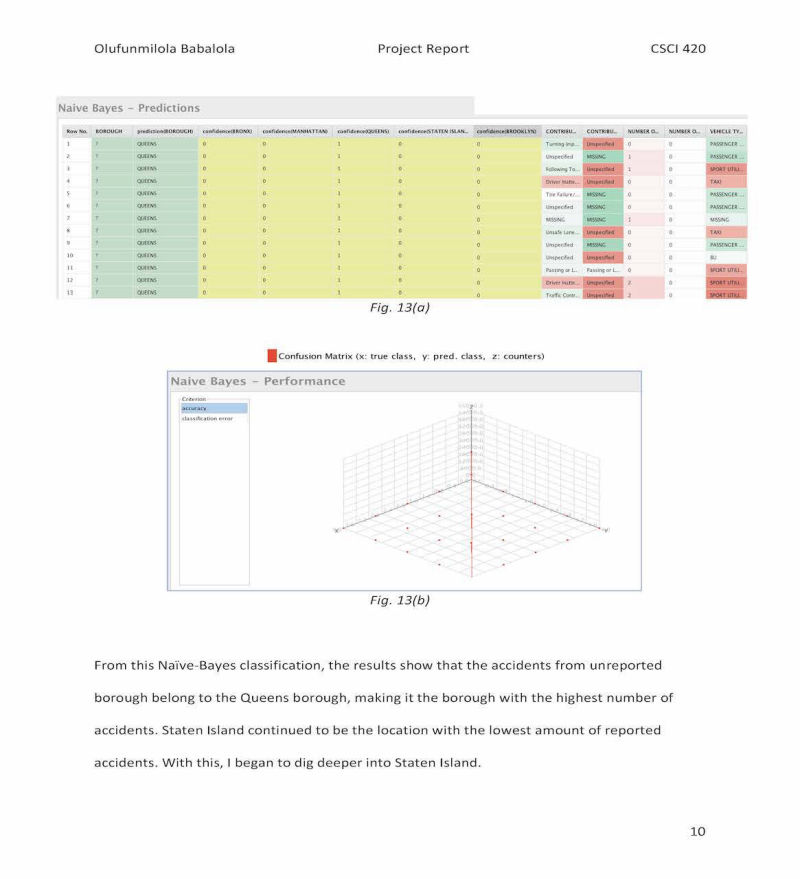 Olufunmilola Babalola Project Report CSCI 420
Naive Bayes – Predictions
Row No. BOROUGH prediction(BOROUGH) confidence(BRONX) confidence(MANHATTAN) confidence(QUEENS) confidence(STATEN ISLAN... confidence(BROOKLYN) CONTRIBU... CONTRIBU... NUMBER O... NUMBER O... VEHICLE TY...
1 ? QUEENS 0 0 1 0 0 Turning Imp... Unspecified 0 0 PASSENGER ...
2 ? QUEENS 0 0 1 0 0 Unspecified MISSING 1 0 PASSENGER ...
3 ? QUEENS 0 0 1 0 0 Following To... Unspecified 1 0 SPORT UTILI...
4 ? QUEENS 0 0 1 0 0 Driver Inatte... Unspecified 0 0 TAXI
5 ? QUEENS 0 0 1 0 0 Tire Failure/... MISSING 0 0 PASSENGER ...
6 ? QUEENS 0 0 1 0 0 Unspecified MISSING 0 0 PASSENGER ...
7 ? QUEENS 0 0 1 0 0 MISSING MISSING 1 0 MISSING
8 ? QUEENS 0 0 1 0 0 Unsafe Lane... Unspecified 0 0 TAXI
9 ? QUEENS 0 0 1 0 0 Unspecified MISSING 0 0 PASSENGER ...
10 ? QUEENS 0 0 1 0 0 Unspecified Unspecified 0 0 BU
11 ? QUEENS 0 0 1 0 0 Passing or L... Passing or L... 0 0 SPORT UTILI...
12 ? QUEENS 0 0 1 0 0 Driver Inatte... Unspecified 2 0 SPORT UTILI...
13 ? QUEENS 0 0 1 0 0 Traffic Contr... Unspecified 2 0 SPORT UTILI...
Fig. 13(a)
Confusion Matrix (x: true class, y: pred. class, z: counters)
Naive Bayes – Performance
Criterion
accuracy
classification error
Z
X
Y
Fig. 13(b)
From this Naïve-Bayes classification, the results show that the accidents from unreported
borough belong to the Queens borough, making it the borough with the highest number of
accidents. Staten Island continued to be the location with the lowest amount of reported
accidents. With this, I began to dig deeper into Staten Island.
10